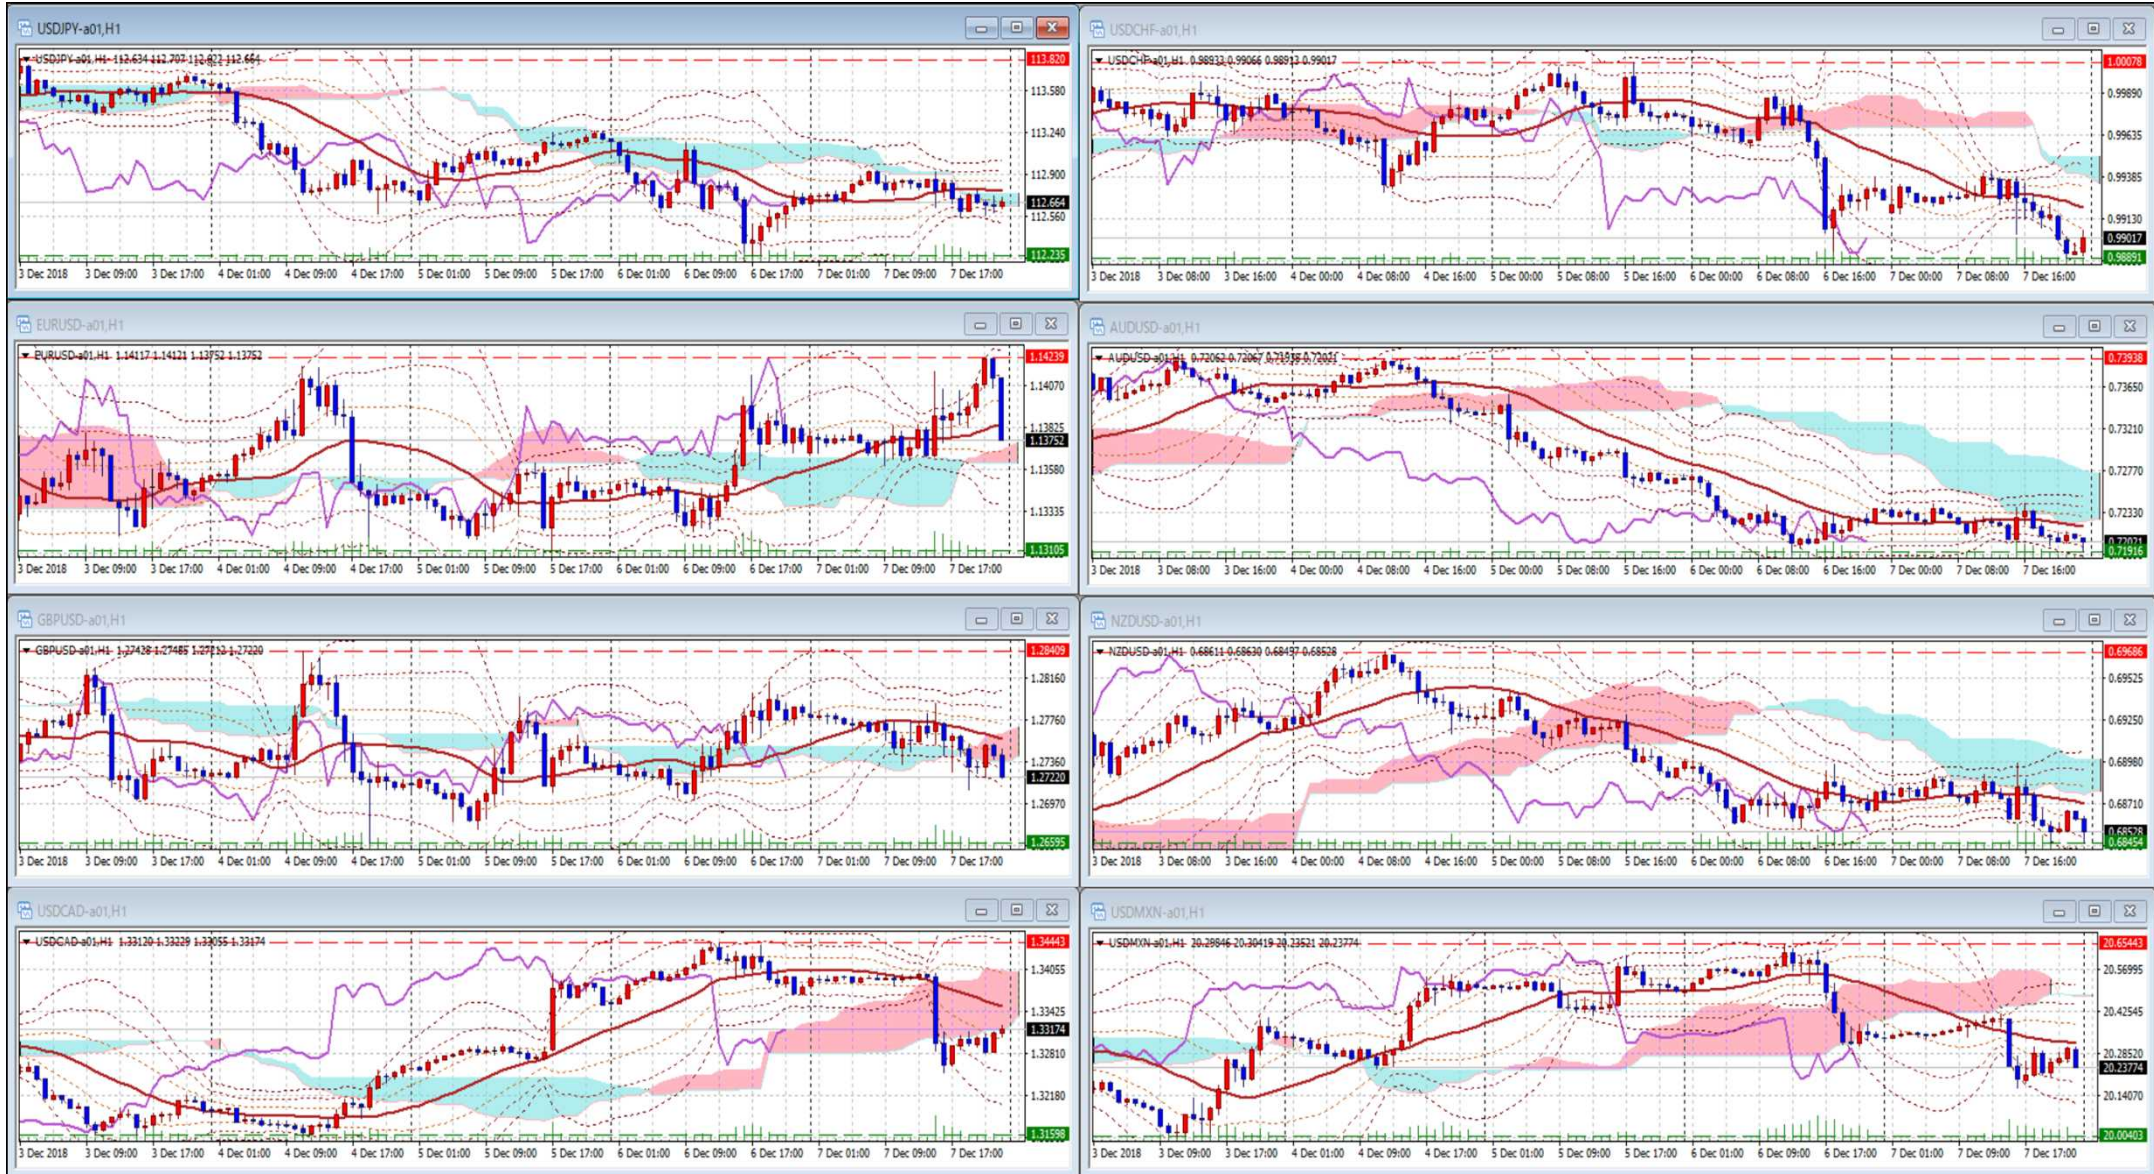 USDJPY-a01,H1
USDJPY-a01,H1 112.634 112.707 112.622 112.664
113.820
113.580
113.240
112.900
112.664
112.560
112.235
3 Dec 2018 3 Dec 09:00 3 Dec 17:00 4 Dec 01:00 4 Dec 09:00 4 Dec 17:00 5 Dec 01:00 5 Dec 09:00 5 Dec 17:00 6 Dec 01:00 6 Dec 09:00 6 Dec 17:00 7 Dec 01:00 7 Dec 09:00 7 Dec 17:00
USDCHF-a01,H1
USDCHF-a01,H1 0.98933 0.99066 0.98913 0.99017
1.00078
0.99890
0.99635
0.99385
0.99130
0.99017
0.98891
3 Dec 2018 3 Dec 08:00 3 Dec 16:00 4 Dec 00:00 4 Dec 08:00 4 Dec 16:00 5 Dec 00:00 5 Dec 08:00 5 Dec 16:00 6 Dec 00:00 6 Dec 08:00 6 Dec 16:00 7 Dec 00:00 7 Dec 08:00 7 Dec 16:00
EURUSD-a01,H1
EURUSD-a01,H1 1.14117 1.14121 1.13752 1.13752
1.14239
1.14070
1.13825
1.13752
1.13580
1.13335
1.13105
3 Dec 2018 3 Dec 09:00 3 Dec 17:00 4 Dec 01:00 4 Dec 09:00 4 Dec 17:00 5 Dec 01:00 5 Dec 09:00 5 Dec 17:00 6 Dec 01:00 6 Dec 09:00 6 Dec 17:00 7 Dec 01:00 7 Dec 09:00 7 Dec 17:00
AUDUSD-a01,H1
AUDUSD-a01,H1 0.72062 0.72067 0.71938 0.72021
0.73938
0.73650
0.73210
0.72770
0.72330
0.72021
0.71916
3 Dec 2018 3 Dec 08:00 3 Dec 16:00 4 Dec 00:00 4 Dec 08:00 4 Dec 16:00 5 Dec 00:00 5 Dec 08:00 5 Dec 16:00 6 Dec 00:00 6 Dec 08:00 6 Dec 16:00 7 Dec 00:00 7 Dec 08:00 7 Dec 16:00
GBPUSD-a01,H1
GBPUSD-a01,H1 1.27428 1.27485 1.27212 1.27220
1.28409
1.28160
1.27760
1.27360
1.27220
1.26970
1.26595
3 Dec 2018 3 Dec 09:00 3 Dec 17:00 4 Dec 01:00 4 Dec 09:00 4 Dec 17:00 5 Dec 01:00 5 Dec 09:00 5 Dec 17:00 6 Dec 01:00 6 Dec 09:00 6 Dec 17:00 7 Dec 01:00 7 Dec 09:00 7 Dec 17:00
NZDUSD-a01,H1
NZDUSD-a01,H1 0.68611 0.68630 0.68497 0.68528
0.69686
0.69525
0.69250
0.68980
0.68710
0.68528
0.68454
3 Dec 2018 3 Dec 08:00 3 Dec 16:00 4 Dec 00:00 4 Dec 08:00 4 Dec 16:00 5 Dec 00:00 5 Dec 08:00 5 Dec 16:00 6 Dec 00:00 6 Dec 08:00 6 Dec 16:00 7 Dec 00:00 7 Dec 08:00 7 Dec 16:00
USDCAD-a01,H1
USDCAD-a01,H1 1.33120 1.33229 1.33055 1.33174
1.34443
1.34055
1.33425
1.33174
1.32810
1.32180
1.31598
3 Dec 2018 3 Dec 09:00 3 Dec 17:00 4 Dec 01:00 4 Dec 09:00 4 Dec 17:00 5 Dec 01:00 5 Dec 09:00 5 Dec 17:00 6 Dec 01:00 6 Dec 09:00 6 Dec 17:00 7 Dec 01:00 7 Dec 09:00 7 Dec 17:00
USDMXN-a01,H1
USDMXN-a01,H1 20.29846 20.30419 20.23521 20.23774
20.65443
20.56995
20.42545
20.28520
20.23774
20.14070
20.00403
3 Dec 2018 3 Dec 09:00 3 Dec 17:00 4 Dec 01:00 4 Dec 09:00 4 Dec 17:00 5 Dec 01:00 5 Dec 09:00 5 Dec 17:00 6 Dec 01:00 6 Dec 09:00 6 Dec 17:00 7 Dec 01:00 7 Dec 09:00 7 Dec 17:00